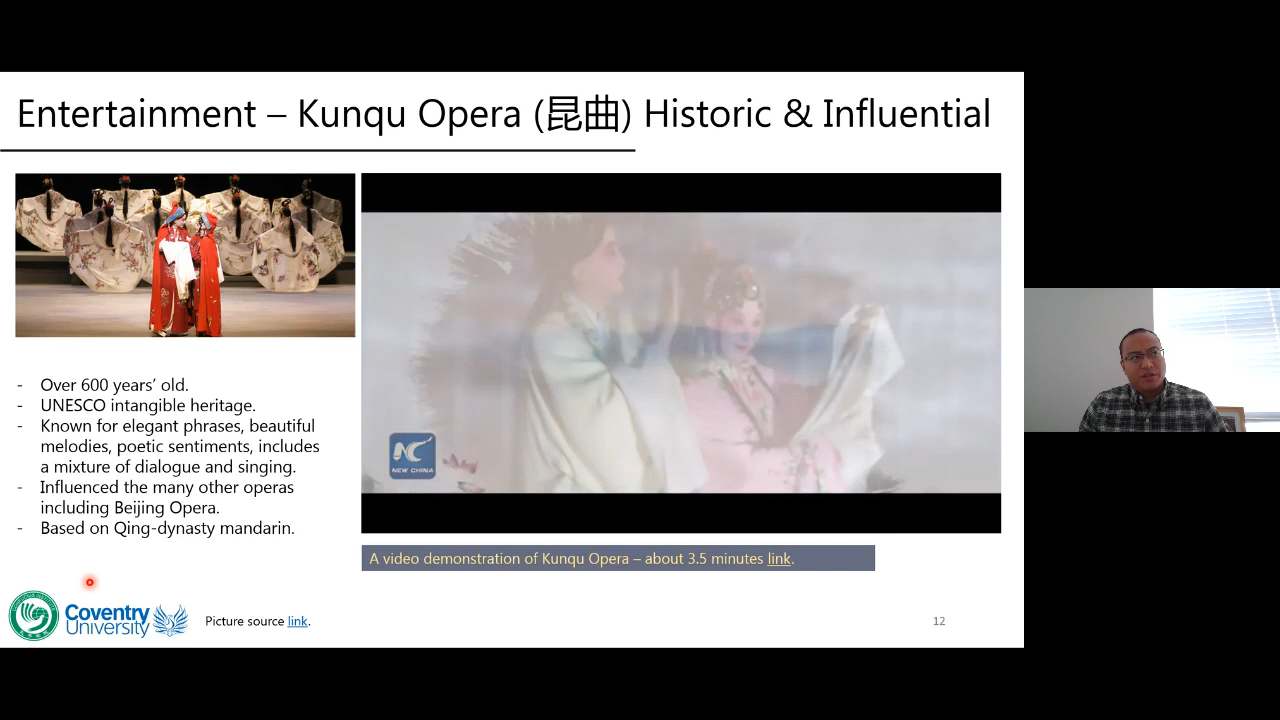 Entertainment – Kunqu Opera (昆曲) Historic & Influential
- Over 600 years’ old.
- UNESCO intangible heritage.
- Known for elegant phrases, beautiful
melodies, poetic sentiments, includes
a mixture of dialogue and singing.
- Influenced the many other operas
including Beijing Opera.
- Based on Qing-dynasty mandarin.
NEW CHINA
A video demonstration of Kunqu Opera – about 3.5 minutes link.
Coventry
University
Picture source link.
12